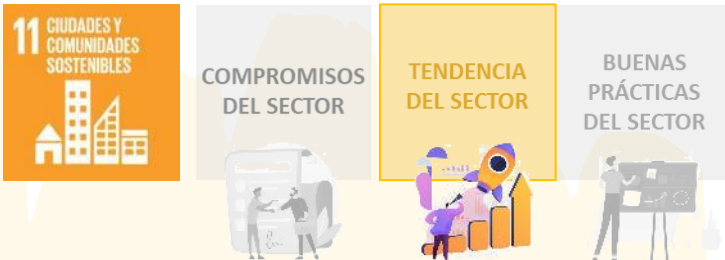 11 CIUDADES Y
COMUNIDADES
SOSTENIBLES
COMPROMISOS
DEL SECTOR
TENDENCIA
DEL SECTOR
BUENAS
PRÁCTICAS
DEL SECTOR